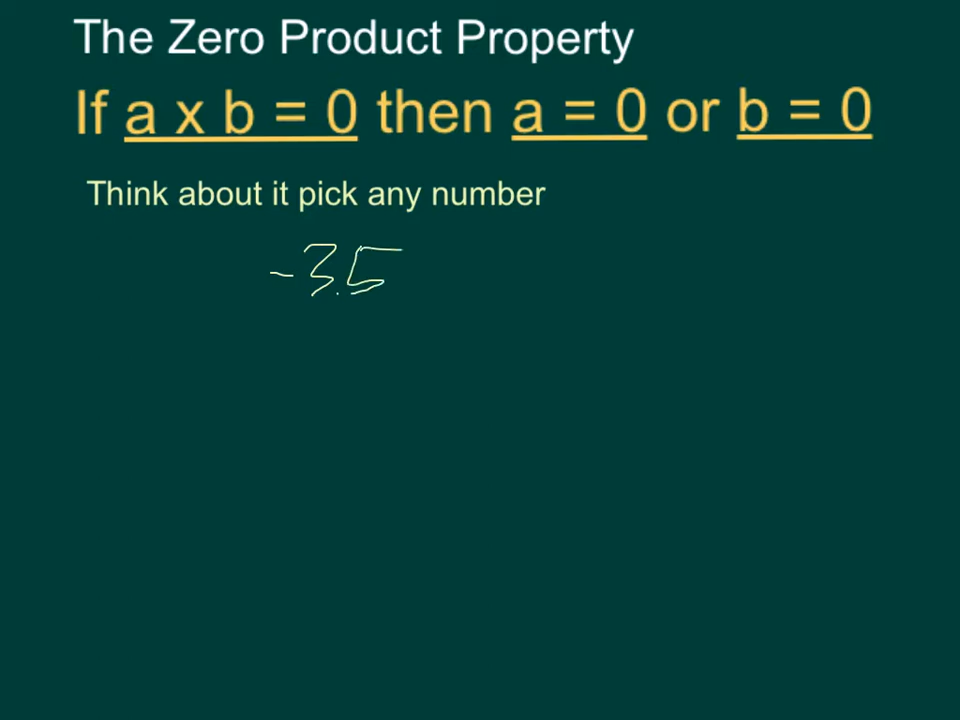 The Zero Product Property
If a x b = 0 then a = 0 or b = 0
Think about it pick any number
-3.5